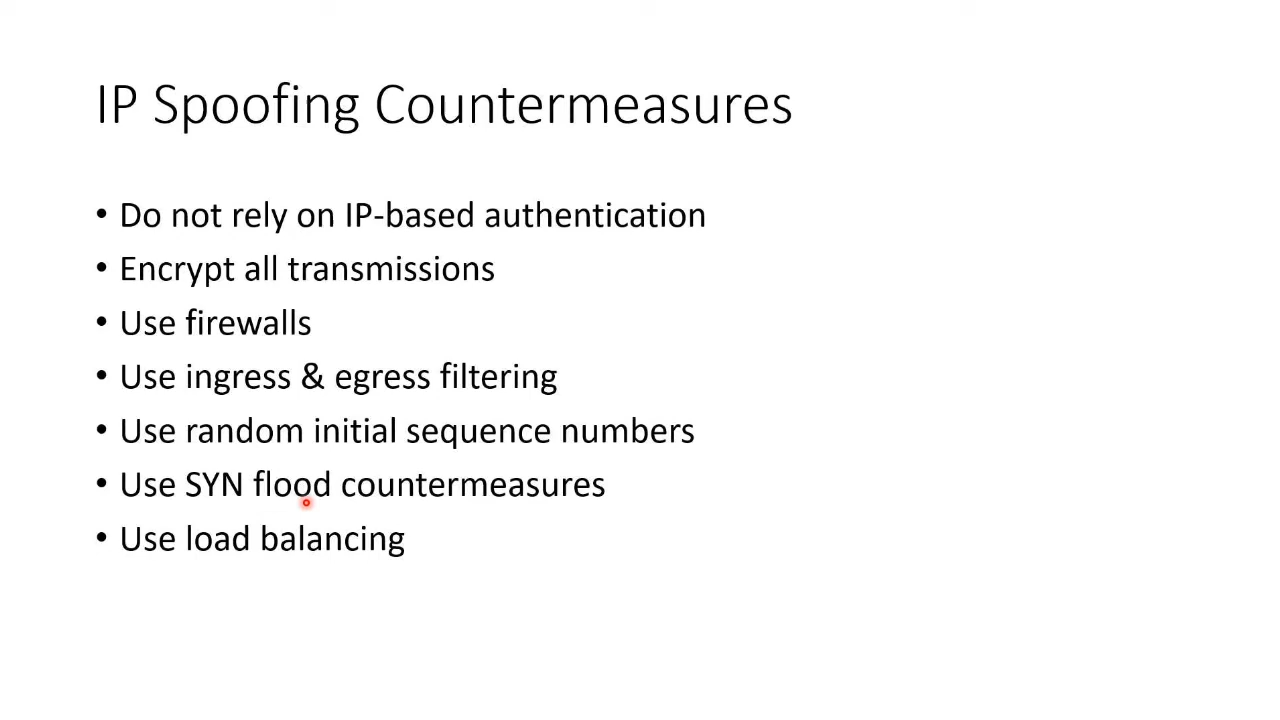 IP Spoofing Countermeasures
• Do not rely on IP-based authentication
• Encrypt all transmissions
• Use firewalls
• Use ingress & egress filtering
• Use random initial sequence numbers
• Use SYN flood countermeasures
• Use load balancing